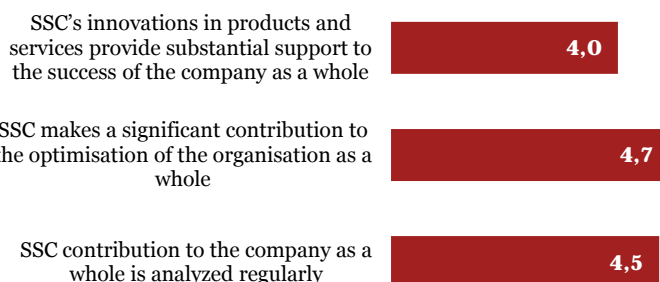 SSC’s innovations in products and
services provide substantial support to
the success of the company as a whole
4,0
SSC makes a significant contribution to
the optimisation of the organisation as a
whole
4,7
SSC contribution to the company as a
whole is analyzed regularly
4,5